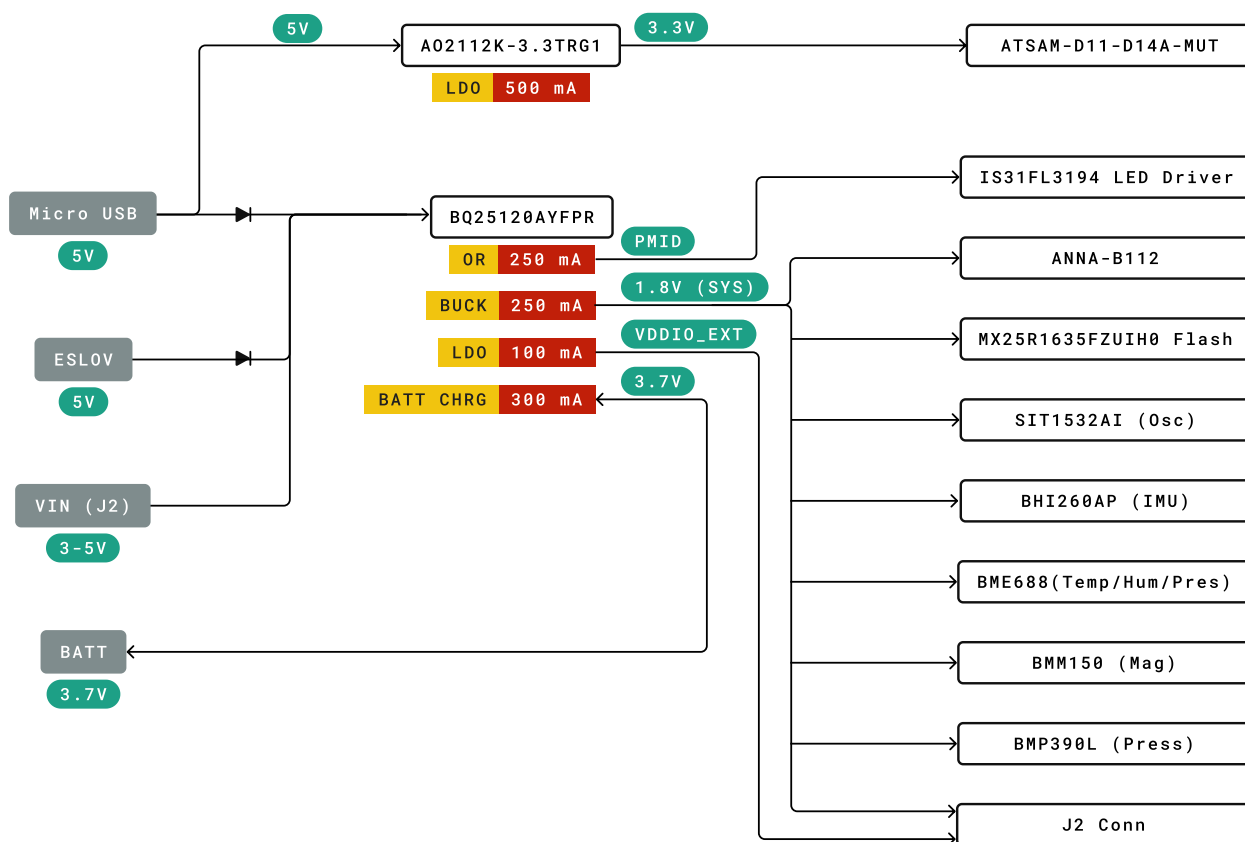 5V
AO2112K-3.3TRG1
3.3V
ATSAM-D11-D14A-MUT
LDO 500 mA
IS31FL3194 LED Driver
Micro USB
5V
BQ25120AYFPR
OR 250 mA
PMID
ANNA-B112
BUCK 250 mA
1.8V (SYS)
MX25R1635FZUIH0 Flash
ESLOV
5V
LDO 100 mA
VDDIO_EXT
BATT CHRG 300 mA
3.7V
SIT1532AI (Osc)
VIN (J2)
3-5V
BHI260AP (IMU)
BME688(Temp/Hum/Pres)
BATT
3.7V
BMM150 (Mag)
BMP390L (Press)
J2 Conn